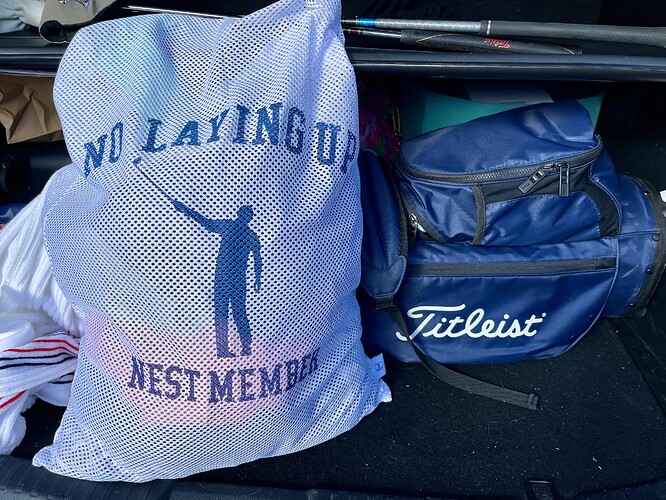 NO LAYING UP
NEST MEMBER
Titleist